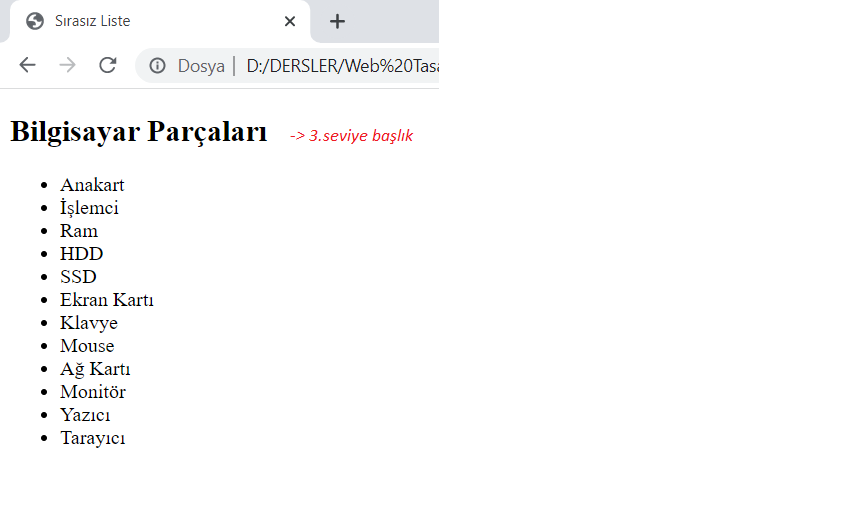 Sırasız Liste
Dosya | D:/DERSLER/Web%20Tasa
Bilgisayar Parçaları -> 3.seviye başlık
• Anakart
• İşlemci
• Ram
• HDD
• SSD
• Ekran Kartı
• Klavye
• Mouse
• Ağ Kartı
• Monitör
• Yazıcı
• Tarayıcı